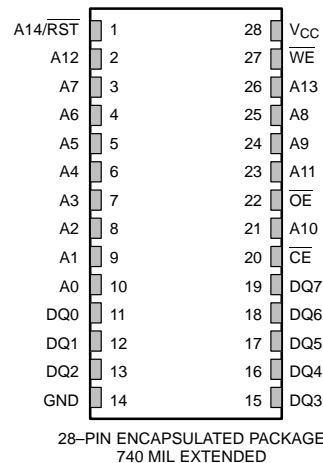 A14/RST 1 28 VCC
A12 2 27 WE
A7 3 26 A13
A6 4 25 A8
A5 5 24 A9
A4 6 23 A11
A3 7 22 OE
A2 8 21 A10
A1 9 20 CE
A0 10 19 DQ7
DQ0 11 18 DQ6
DQ1 12 17 DQ5
DQ2 13 16 DQ4
GND 14 15 DQ3
28–PIN ENCAPSULATED PACKAGE
740 MIL EXTENDED